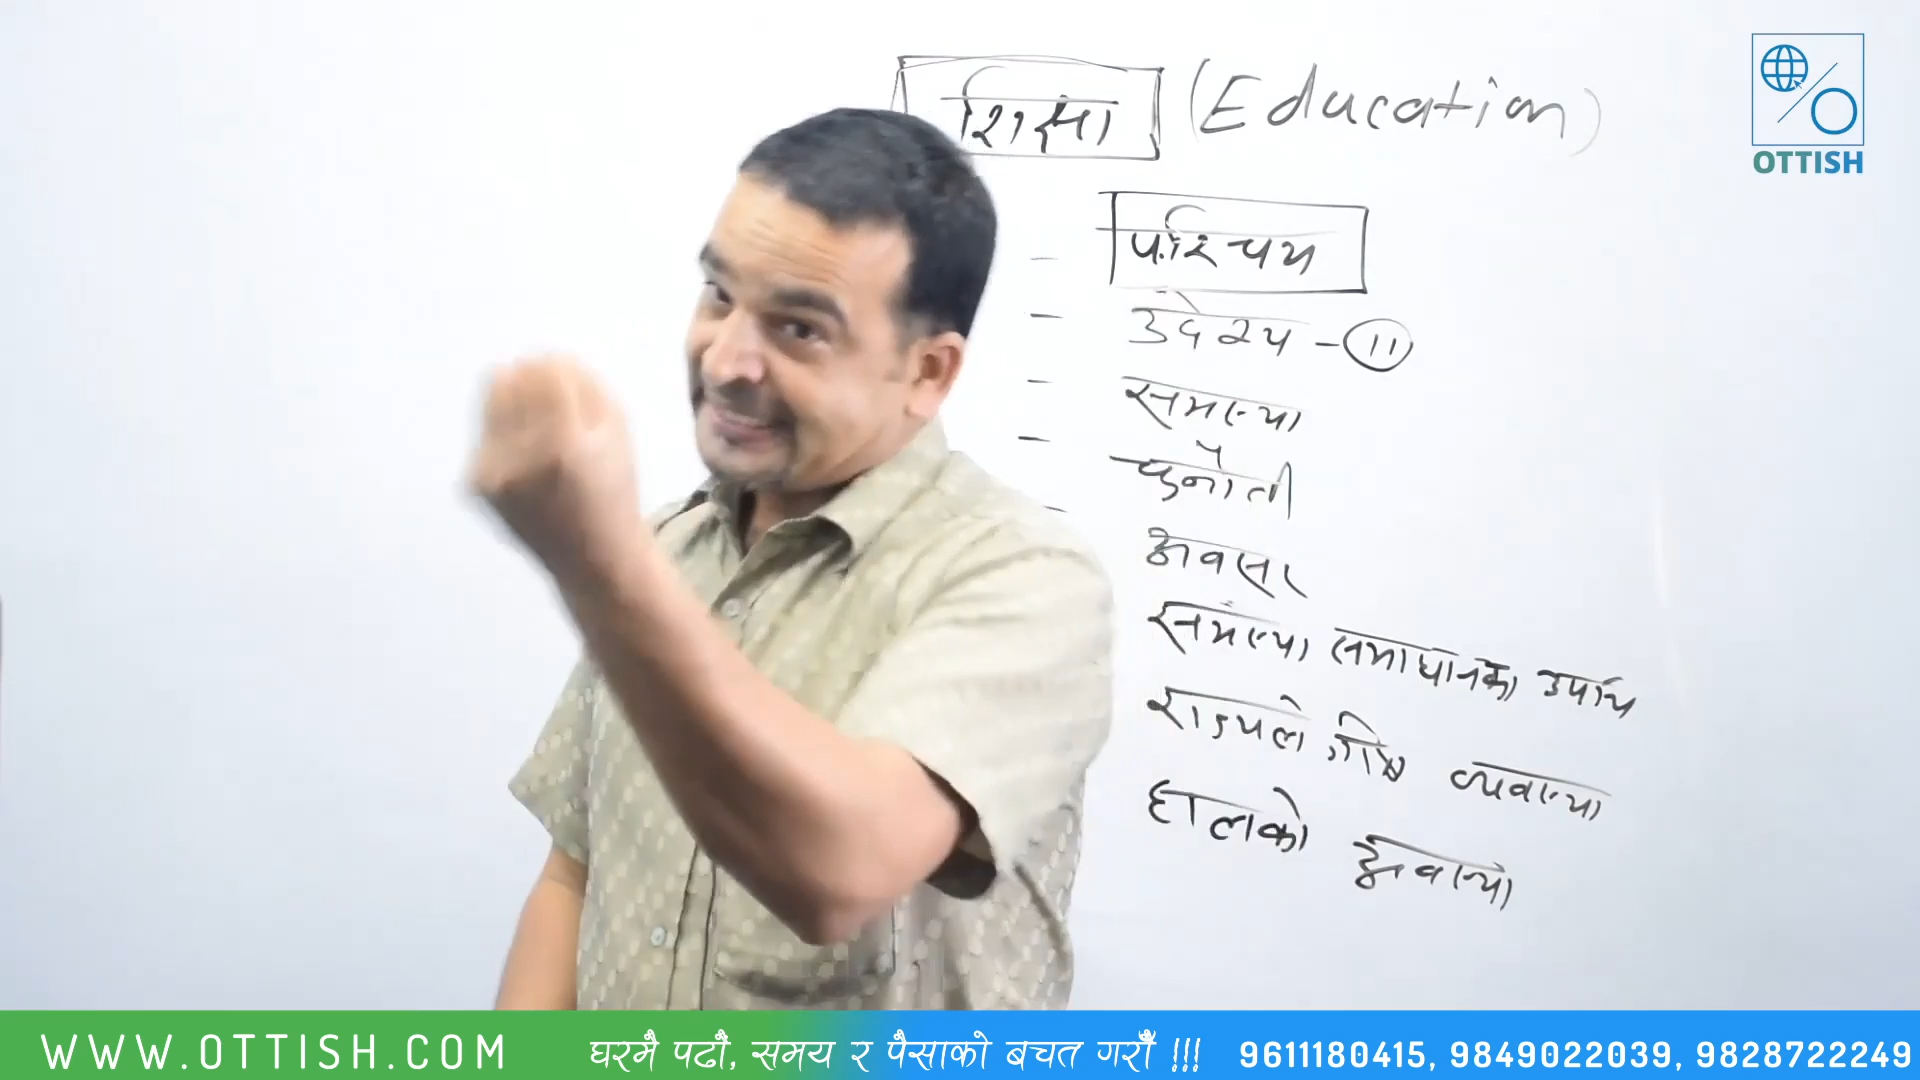 शिक्षा (Education)
- परिचय
- उदेश्य - 11
- समस्या
- चुनौती
- अवसर
समस्या समाधानका उपाय
राज्यले गरेको व्यवस्था
हालको अवस्था
OTTISH
WWW.OTTISH.COM घरमै पढौं, समय र पैसाको बचत गरौं !!! 9611180415, 9849022039, 9828722249